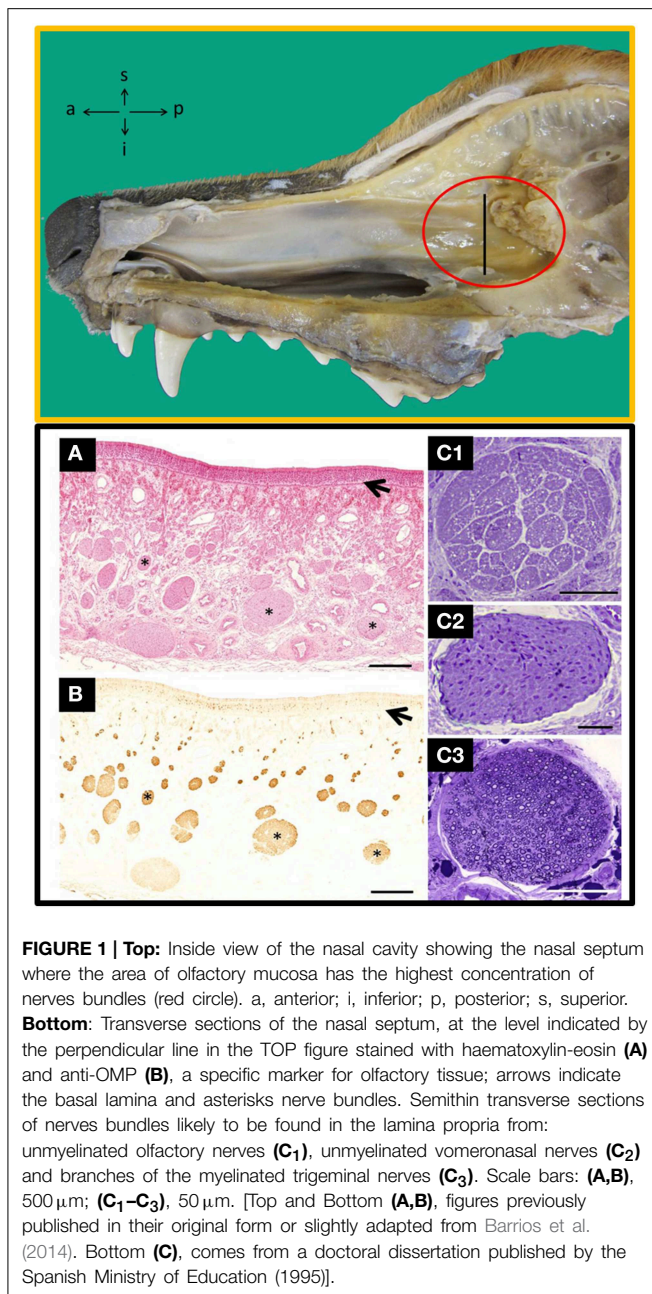 s
a p
i
A
C1
C2
B
C3
FIGURE 1 | Top: Inside view of the nasal cavity showing the nasal septum
where the area of olfactory mucosa has the highest concentration of
nerves bundles (red circle). a, anterior; i, inferior; p, posterior; s, superior.
Bottom: Transverse sections of the nasal septum, at the level indicated by
the perpendicular line in the TOP figure stained with haematoxylin-eosin (A)
and anti-OMP (B), a specific marker for olfactory tissue; arrows indicate
the basal lamina and asterisks nerve bundles. Semithin transverse sections
of nerves bundles likely to be found in the lamina propria from:
unmyelinated olfactory nerves (C₁), unmyelinated vomeronasal nerves (C₂)
and branches of the myelinated trigeminal nerves (C₃). Scale bars: (A,B),
500 μm; (C₁–C₃), 50 μm. [Top and Bottom (A,B), figures previously
published in their original form or slightly adapted from Barrios et al.
(2014). Bottom (C), comes from a doctoral dissertation published by the
Spanish Ministry of Education (1995)].